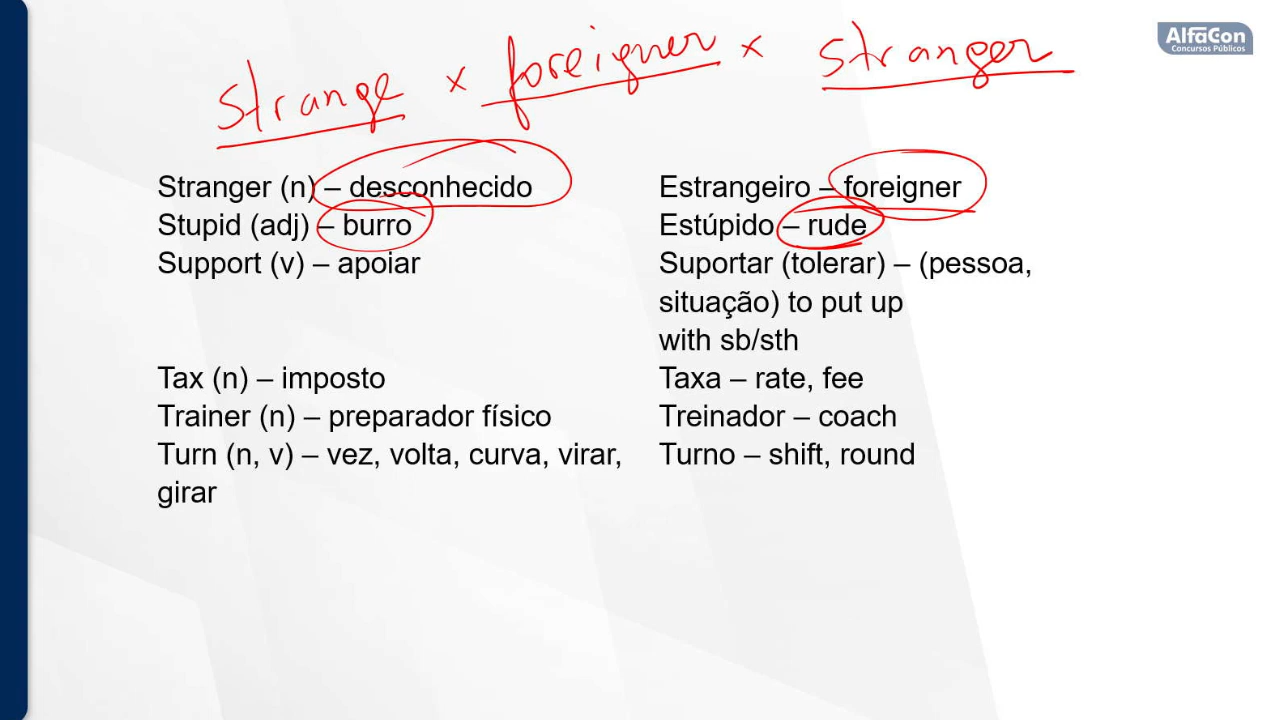 AlfaCon
Concursos Públicos
strange x foreigner x stranger
Stranger (n) – desconhecido
Stupid (adj) – burro
Support (v) – apoiar
Tax (n) – imposto
Trainer (n) – preparador físico
Turn (n, v) – vez, volta, curva, virar,
girar
Estrangeiro – foreigner
Estúpido – rude
Suportar (tolerar) – (pessoa,
situação) to put up
with sb/sth
Taxa – rate, fee
Treinador – coach
Turno – shift, round